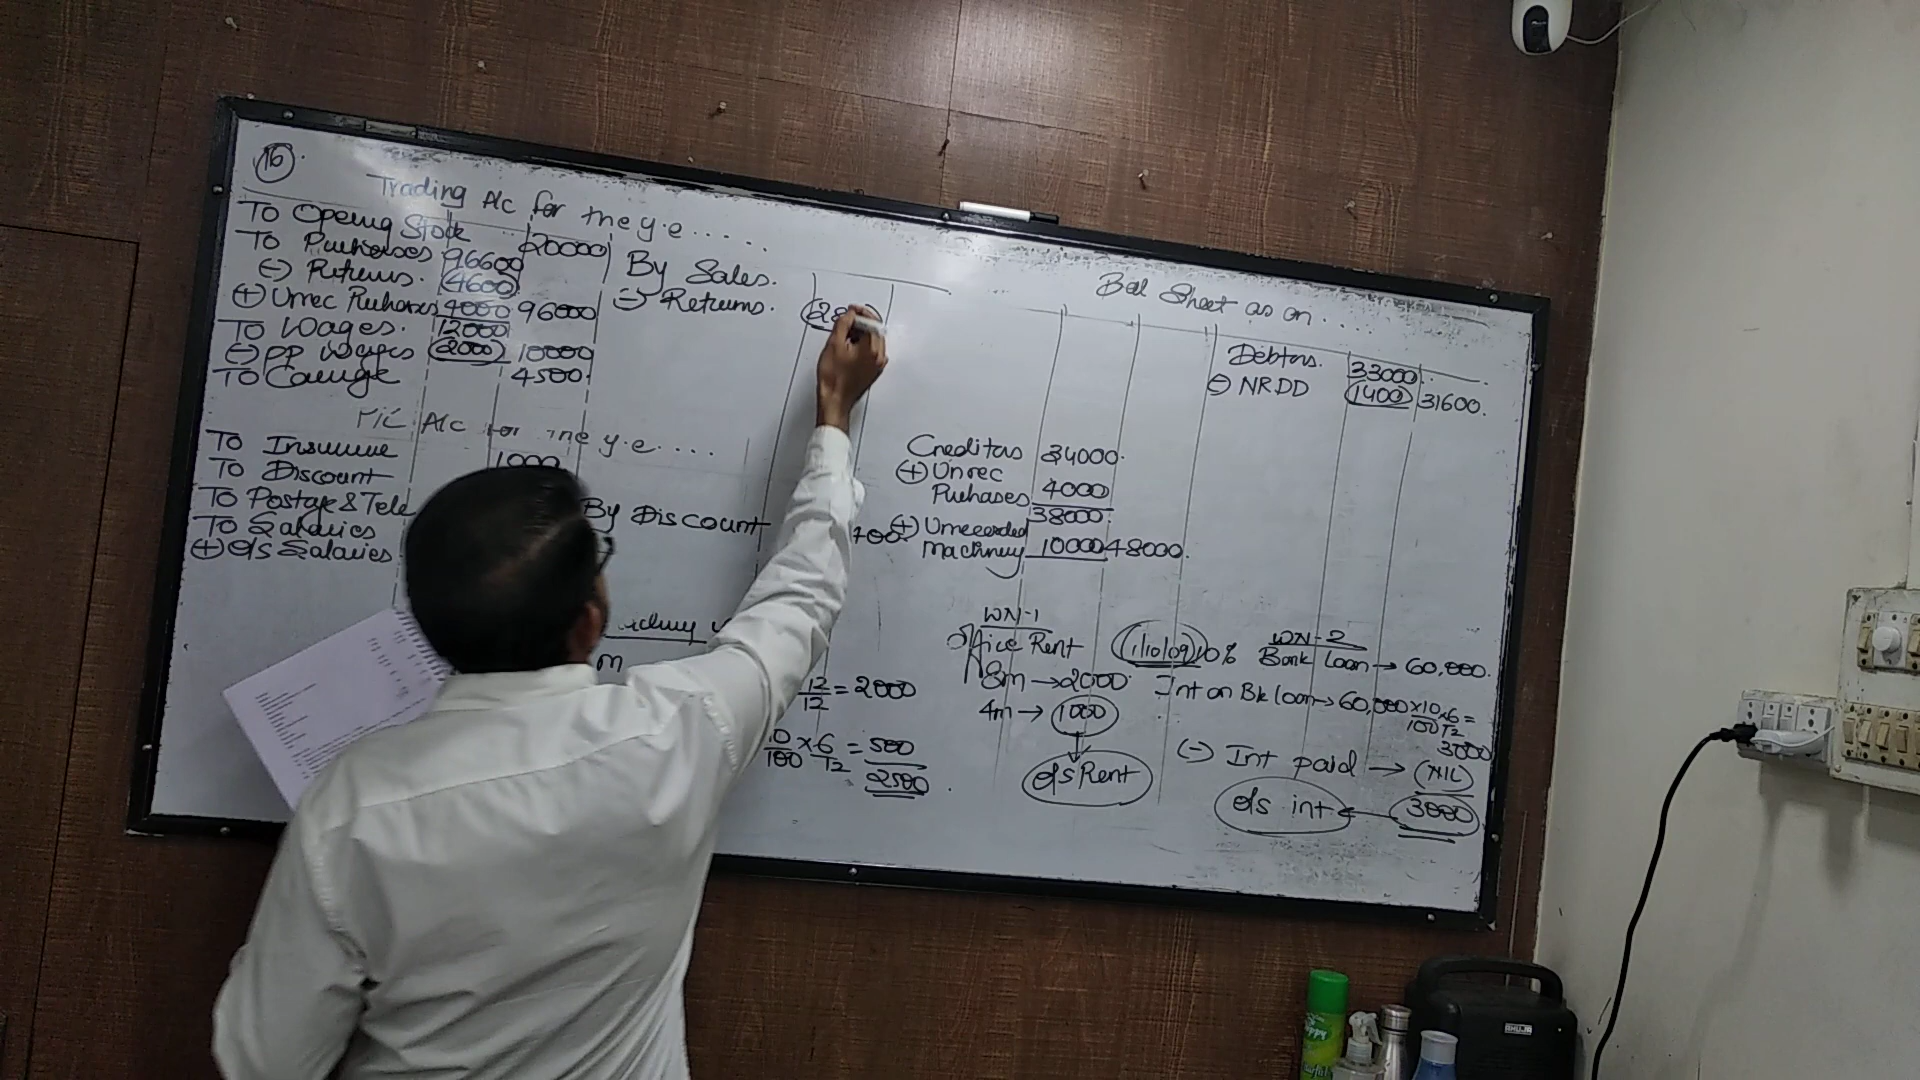 16.
Trading A/c for the y.e.....
To Opening Stock 20000
To Purchases 96600
(-) Returns. (4600)
(+) Unrec Purchases 4000 96000
To Wages. 12000
(-) PP Wages (2000) 10000
To Carriage 4500.
By Sales.
(-) Returns.
P/L A/c for the y.e....
To Insurance 1000
To Discount
To Postage & Tele
To Salaries
(+) O/s Salaries
By Discount
12/12 = 2000
10/100 × 6/12 = 500
2500
Bal Sheet as on ....
Creditors 34000.
(+) Unrec
Purchases 4000
38000.
(+) Unrecorded
Machinery 10000 48000.
Debtors. 33000
(-) NRDD (1400) 31600.
WN-1
Office Rent
8m → 2000.
4m → 1000
O/s Rent
WN-2
1/10/09 10% Bank Loan → 60,000.
Int on Bk loan → 60,000 × 10/100 × 6/12 =
3000
(-) Int paid → (NIL)
O/s int ← 3000
AHUJA